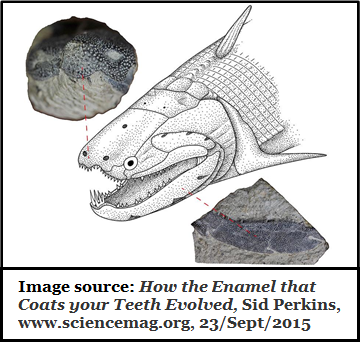 Image source: How the Enamel that
Coats your Teeth Evolved, Sid Perkins,
www.sciencemag.org, 23/Sept/2015